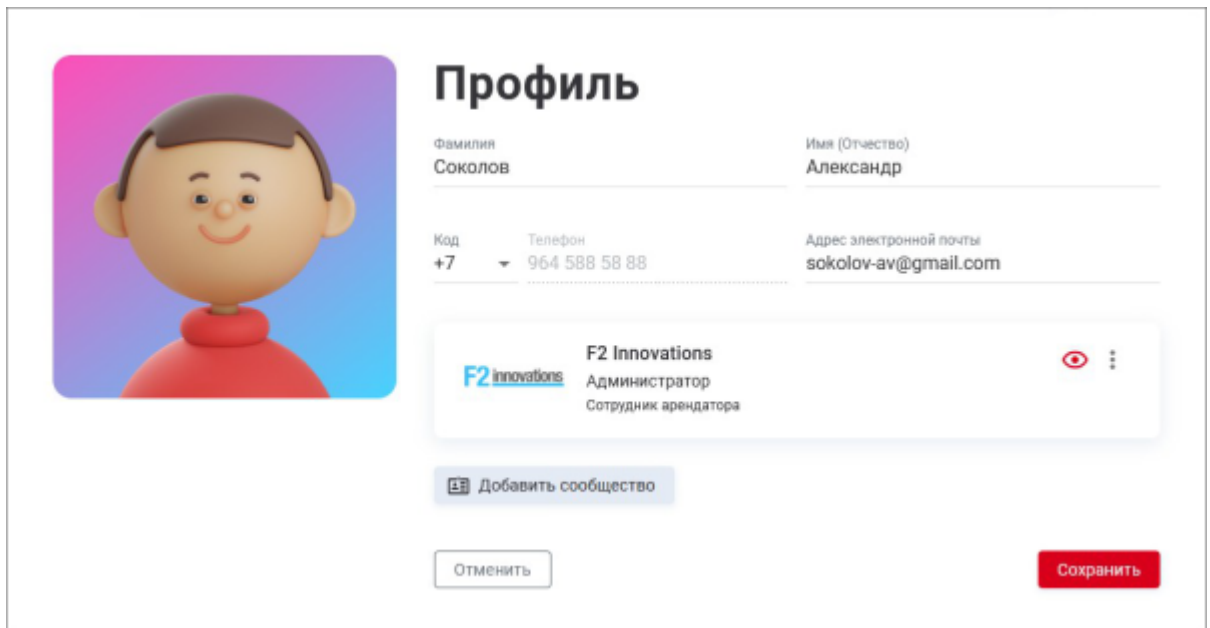 Профиль
Фамилия
Соколов
Имя (Отчество)
Александр
Код
+7
Телефон
964 588 58 88
Адрес электронной почты
sokolov-av@gmail.com
F2 innovations
F2 Innovations
Администратор
Сотрудник арендатора
Добавить сообщество
Отменить
Сохранить